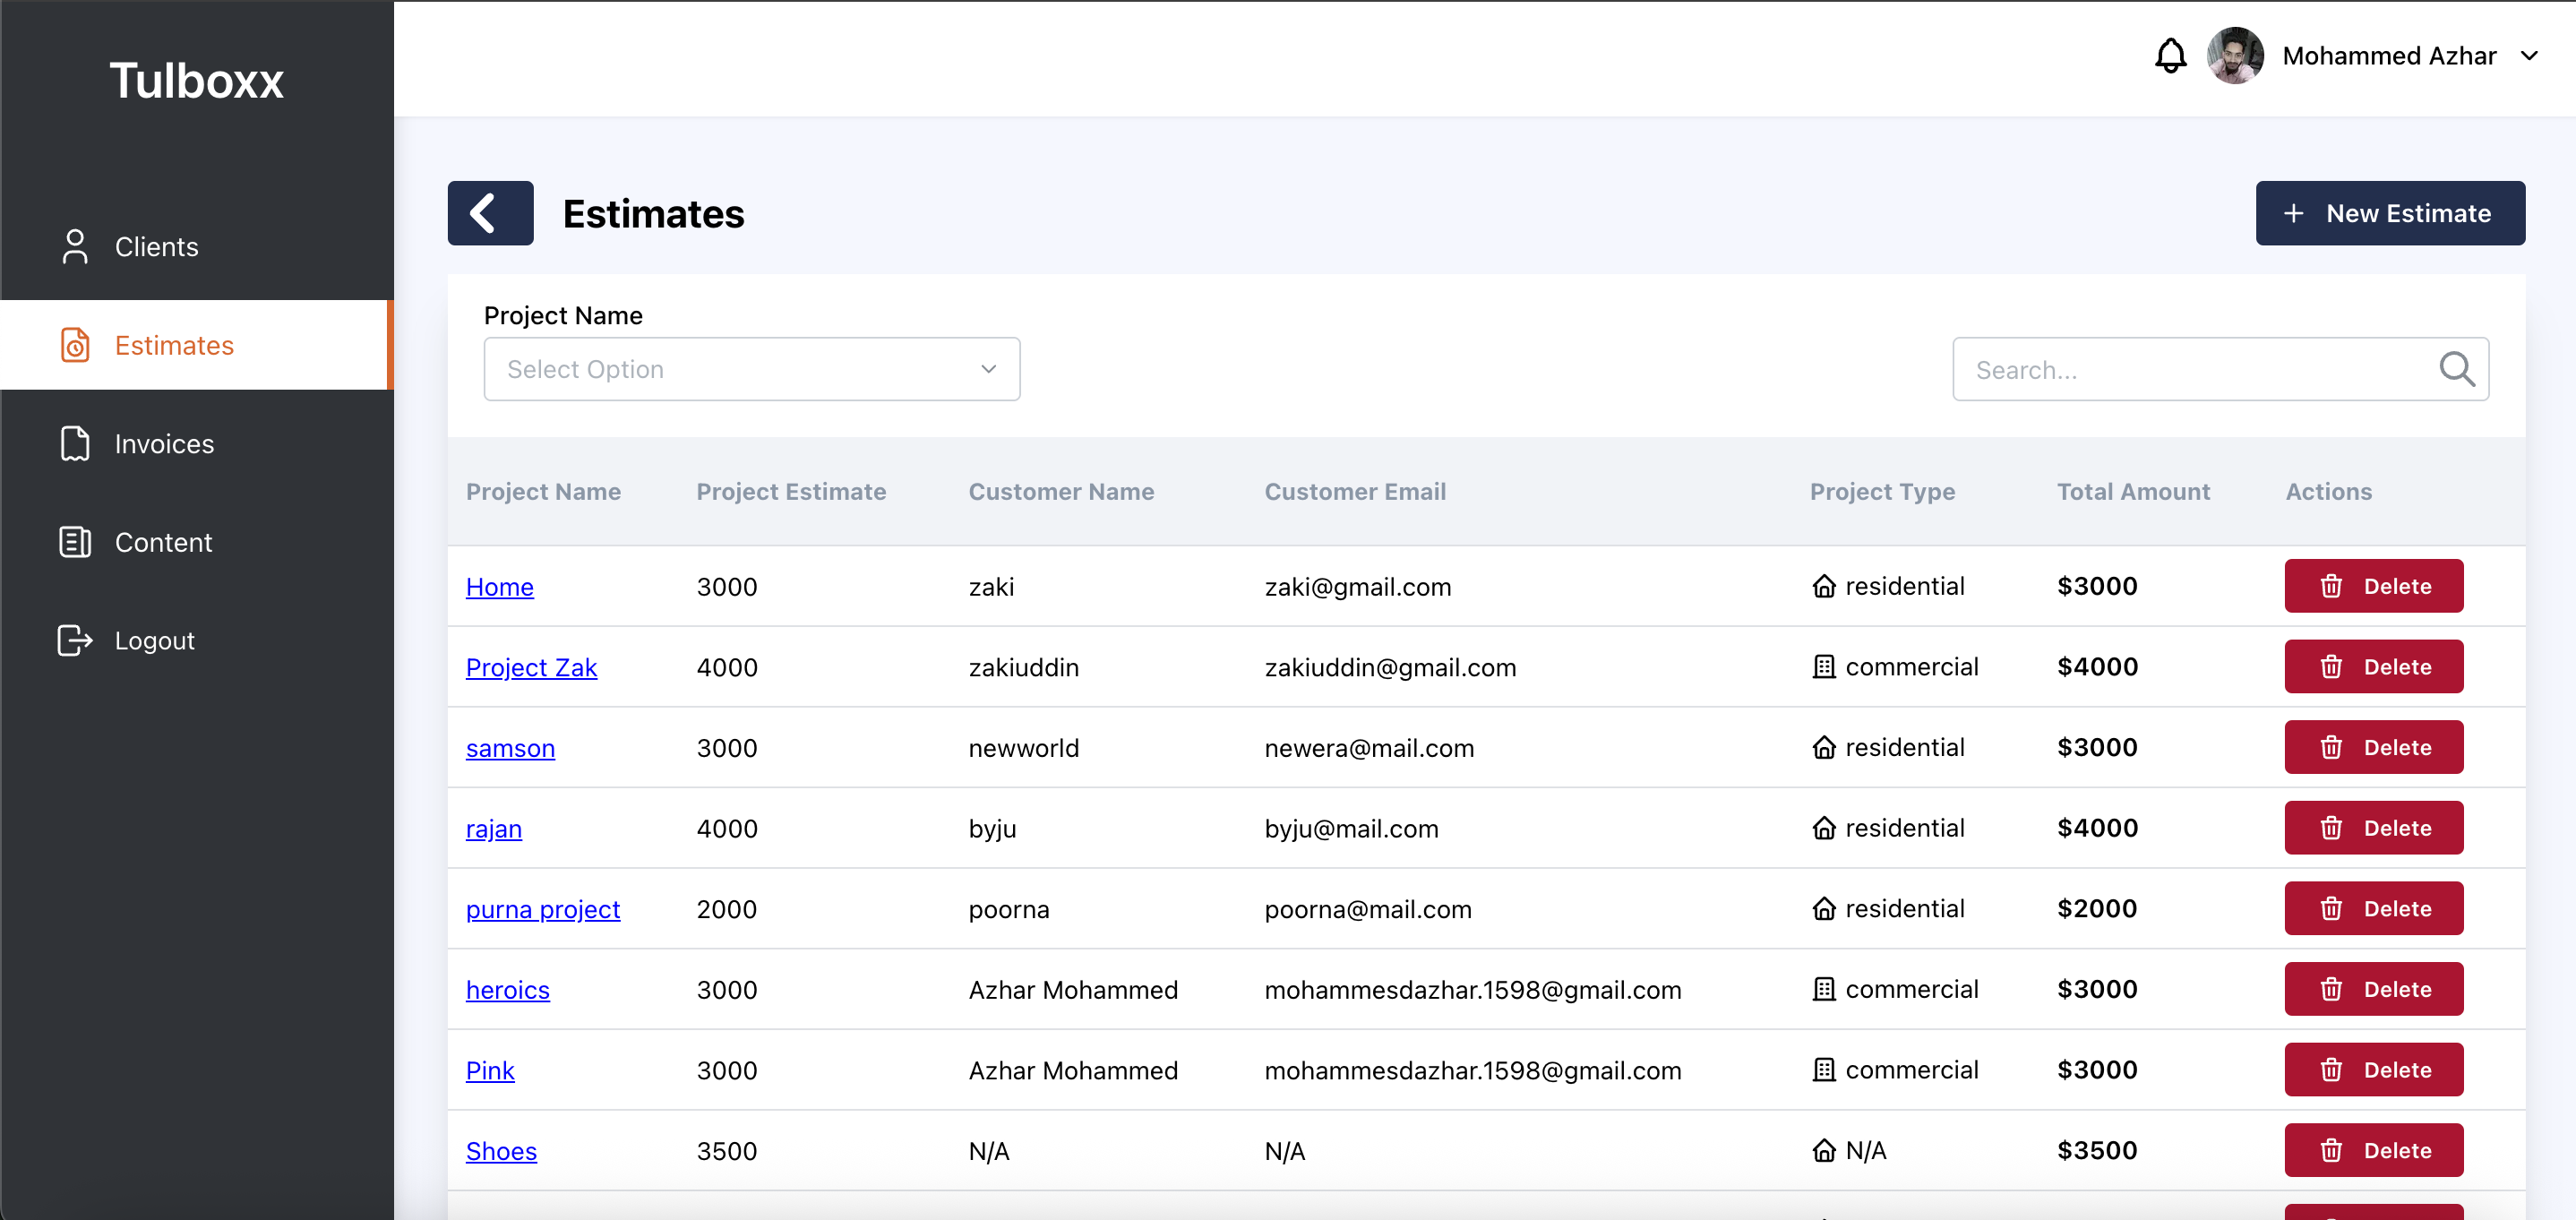 Tulboxx
Mohammed Azhar
Clients
Estimates
Invoices
Content
Logout
Estimates
+ New Estimate
Project Name
Select Option
Search...
Project Name Project Estimate Customer Name Customer Email Project Type Total Amount Actions
Home 3000 zaki zaki@gmail.com residential $3000 Delete
Project Zak 4000 zakiuddin zakiuddin@gmail.com commercial $4000 Delete
samson 3000 newworld newera@mail.com residential $3000 Delete
rajan 4000 byju byju@mail.com residential $4000 Delete
purna project 2000 poorna poorna@mail.com residential $2000 Delete
heroics 3000 Azhar Mohammed mohammesdazhar.1598@gmail.com commercial $3000 Delete
Pink 3000 Azhar Mohammed mohammesdazhar.1598@gmail.com commercial $3000 Delete
Shoes 3500 N/A N/A N/A $3500 Delete